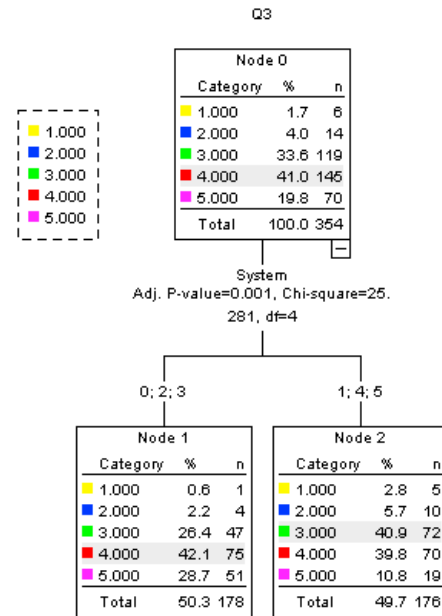 Q3
1.000
2.000
3.000
4.000
5.000
Node 0
Category % n
1.000 1.7 6
2.000 4.0 14
3.000 33.6 119
4.000 41.0 145
5.000 19.8 70
Total 100.0 354
System
Adj. P-value=0.001, Chi-square=25.
281, df=4
0; 2; 3
1; 4; 5
Node 1
Category % n
1.000 0.6 1
2.000 2.2 4
3.000 26.4 47
4.000 42.1 75
5.000 28.7 51
Total 50.3 178
Node 2
Category % n
1.000 2.8 5
2.000 5.7 10
3.000 40.9 72
4.000 39.8 70
5.000 10.8 19
Total 49.7 176